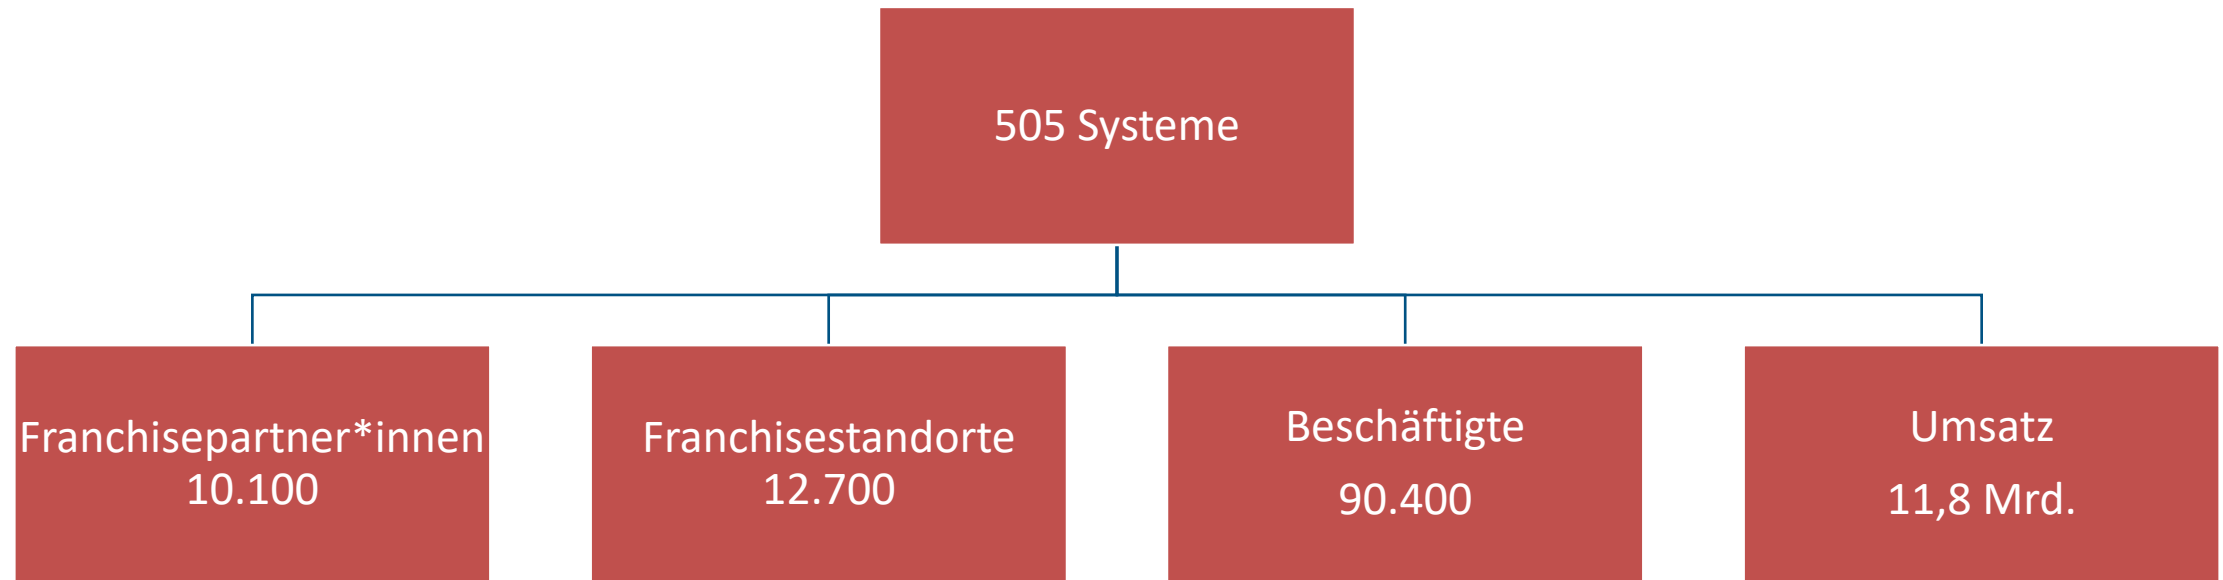 505 Systeme
Franchisepartner*innen
10.100
Franchisestandorte
12.700
Beschäftigte
90.400
Umsatz
11,8 Mrd.